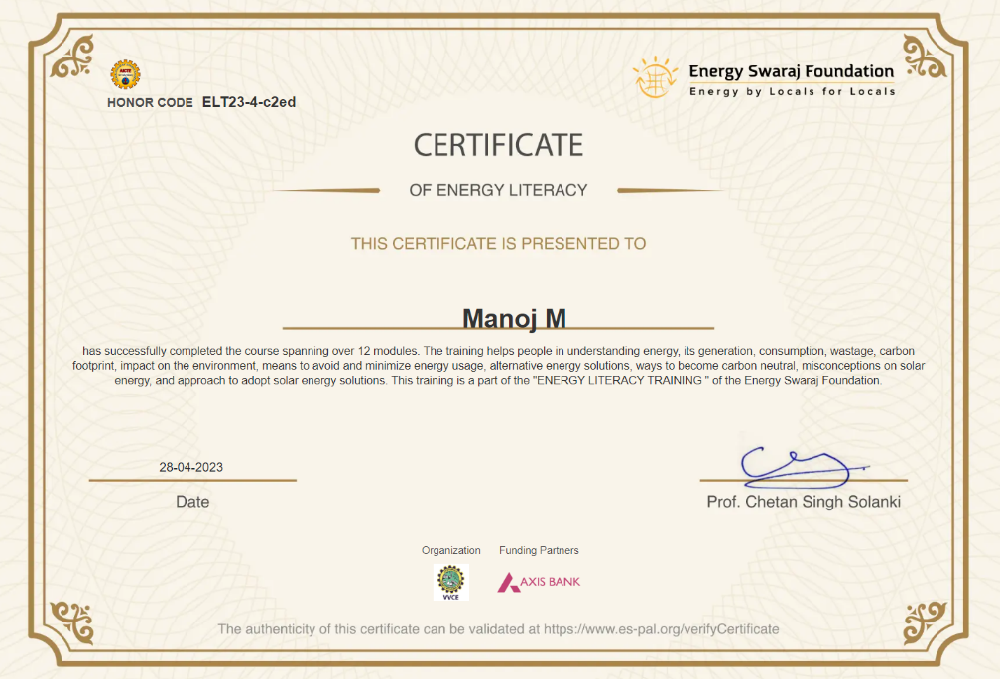 AICTE
HONOR CODE ELT23-4-c2ed
Energy Swaraj Foundation
Energy by Locals for Locals
CERTIFICATE
OF ENERGY LITERACY
THIS CERTIFICATE IS PRESENTED TO
Manoj M
has successfully completed the course spanning over 12 modules. The training helps people in understanding energy, its generation, consumption, wastage, carbon
footprint, impact on the environment, means to avoid and minimize energy usage, alternative energy solutions, ways to become carbon neutral, misconceptions on solar
energy, and approach to adopt solar energy solutions. This training is a part of the "ENERGY LITERACY TRAINING " of the Energy Swaraj Foundation.
28-04-2023
Date
Prof. Chetan Singh Solanki
Organization Funding Partners
VVCE
AXIS BANK
The authenticity of this certificate can be validated at https://www.es-pal.org/verifyCertificate